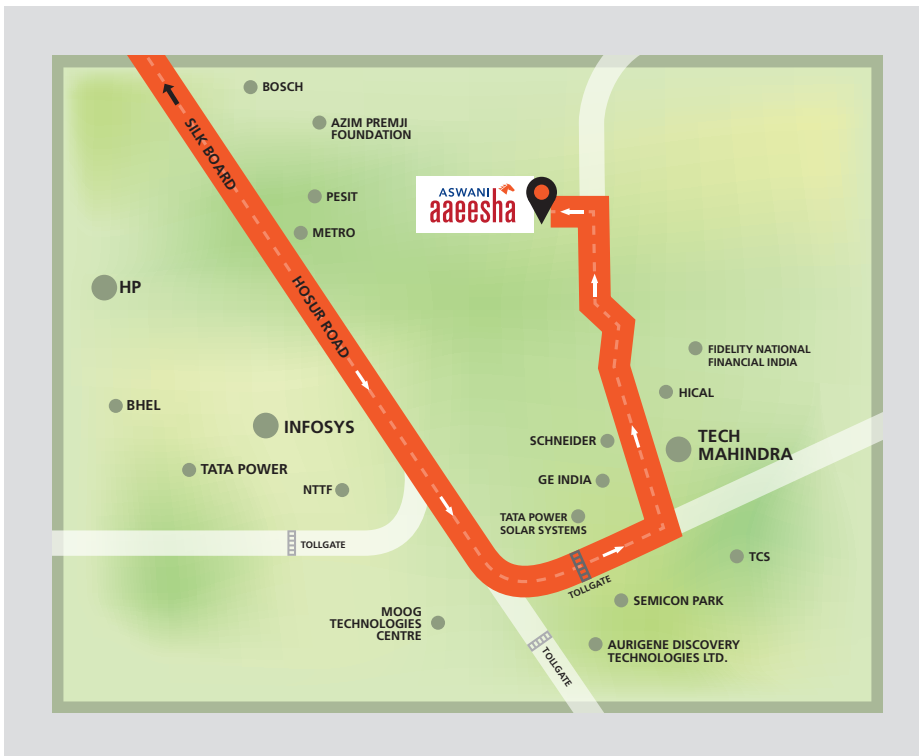 BOSCH
AZIM PREMJI
FOUNDATION
SILK BOARD
ASWANI
aaeesha
PESIT
METRO
HP
HOSUR ROAD
FIDELITY NATIONAL
FINANCIAL INDIA
HICAL
BHEL
INFOSYS
SCHNEIDER
TECH
MAHINDRA
TATA POWER
GE INDIA
NTTF
TATA POWER
SOLAR SYSTEMS
TOLLGATE
TCS
TOLLGATE
SEMICON PARK
MOOG
TECHNOLOGIES
CENTRE
AURIGENE DISCOVERY
TECHNOLOGIES LTD.
TOLLGATE